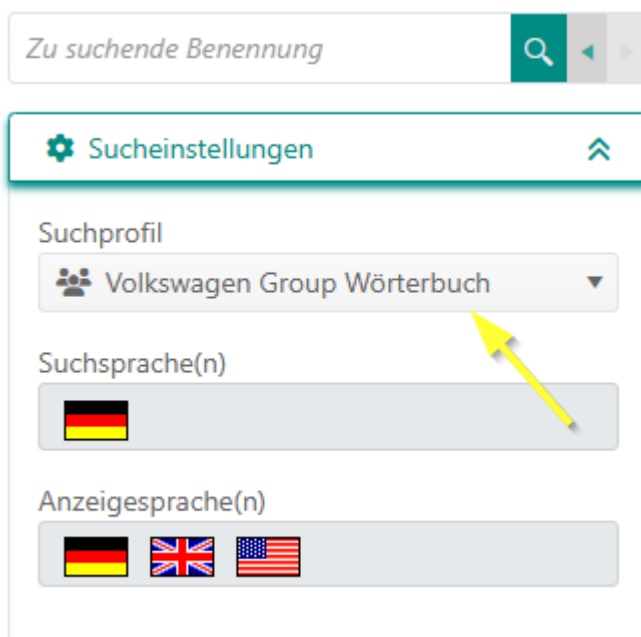 Zu suchende Benennung
Sucheinstellungen
Suchprofil
Volkswagen Group Wörterbuch
Suchsprache(n)
Anzeigesprache(n)